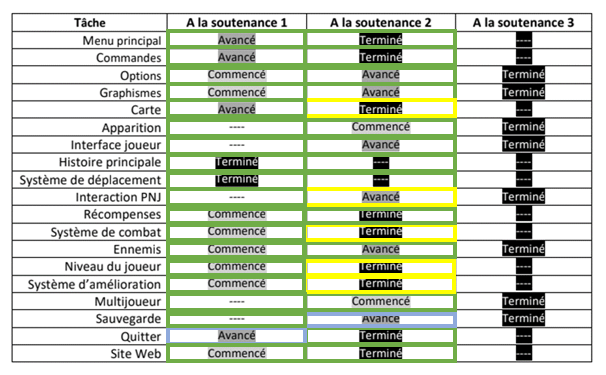 Tâche A la soutenance 1 A la soutenance 2 A la soutenance 3
Menu principal Avancé Terminé ----
Commandes Avancé Terminé ----
Options Commencé Avancé Terminé
Graphismes Commencé Avancé Terminé
Carte Avancé Terminé ----
Apparition ---- Commencé Terminé
Interface joueur ---- Avancé Terminé
Histoire principale Terminé ---- ----
Système de déplacement Terminé ---- ----
Interaction PNJ ---- Avancé Terminé
Récompenses Commencé Terminé ----
Système de combat Commencé Terminé ----
Ennemis Commencé Avancé Terminé
Niveau du joueur Commencé Terminé ----
Système d'amélioration Commencé Terminé ----
Multijoueur ---- Commencé Terminé
Sauvegarde ---- Avancé Terminé
Quitter Avancé Terminé ----
Site Web Commencé Terminé ----